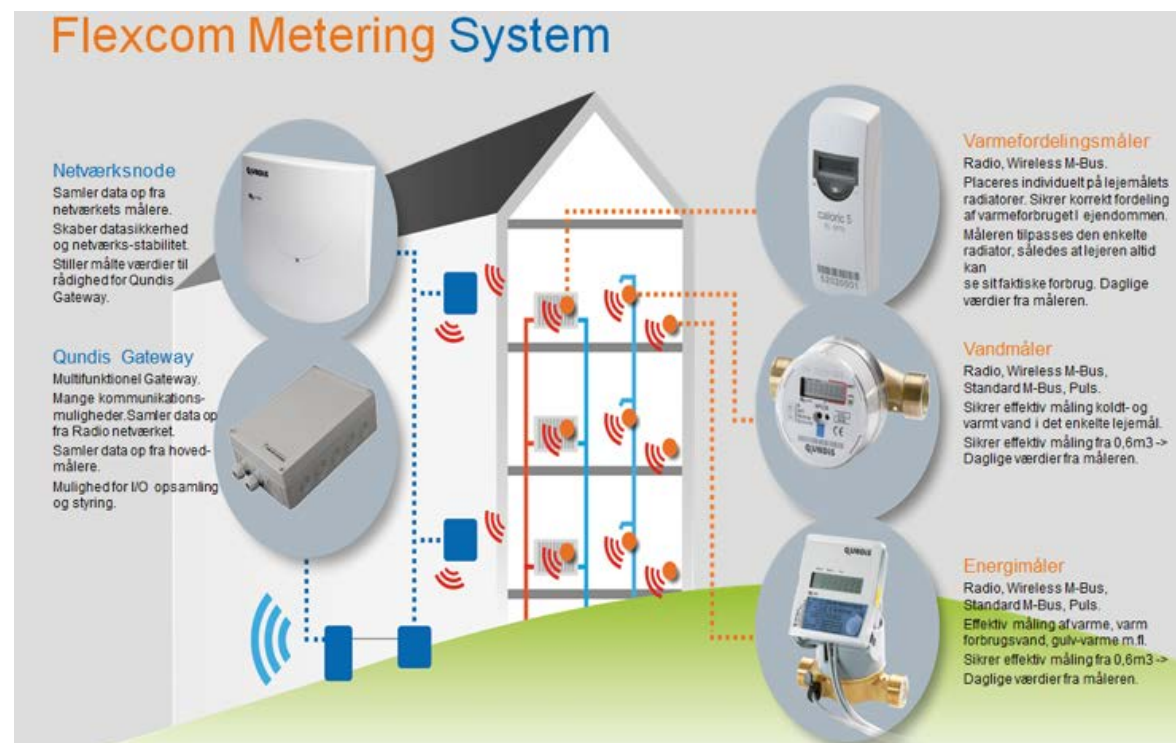 Flexcom Metering System
Netværksnode
Samler data op fra
netværkets målere.
Skaber datasikkerhed
og netværks-stabilitet.
Stiller målte værdier til
rådighed for Qundis
Gateway.
Qundis Gateway
Multifunktionel Gateway.
Mange kommunikations-
muligheder.Samler data op
fra Radio netværket.
Samler data op fra hoved-
målere.
Mulighed for I/O opsamling
og styring.
QUNDIS
caloric 5
12020001
Varmefordelingsmåler
Radio, Wireless M-Bus.
Placeres individuelt på lejemålets
radiatorer. Sikrer korrekt fordeling
af varmeforbruget I ejendommen.
Måleren tilpasses den enkelte
radiator, således at lejeren altid
kan
se sit faktiske forbrug. Daglige
værdier fra måleren.
QUNDIS
Vandmåler
Radio, Wireless M-Bus,
Standard M-Bus, Puls.
Sikrer effektiv måling koldt- og
varmt vand i det enkelte lejemål.
Sikrer effektiv måling fra 0,6m3 ->
Daglige værdier fra måleren.
QUNDIS
Energimåler
Radio, Wireless M-Bus,
Standard M-Bus, Puls.
Effektiv måling af varme, varm
forbrugsvand, gulv-varme m.fl.
Sikrer effektiv måling fra 0,6m3 ->
Daglige værdier fra måleren.